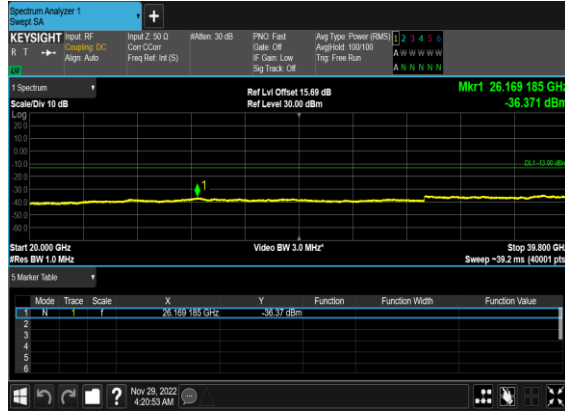 Spectrum Analyzer 1
Swept SA
+
KEYSIGHT Input: RF Input Z: 50 Ω #Atten: 30 dB PNO: Fast Avg Type: Power (RMS) 1 2 3 4 5 6
R T Coupling: DC Corr CCorr Gate: Off Avg|Hold: 100/100 A W W W W W
Align: Auto Freq Ref: Int (S) IF Gain: Low Trig: Free Run
Sig Track: Off A N N N N N
LV
1 Spectrum Ref Lvl Offset 15.69 dB Mkr1 26.169 185 GHz
Scale/Div 10 dB Ref Level 30.00 dBm -36.371 dBm
Log
20.0
10.0
0.00
-10.0 DL1 -13.00 dBm
-20.0
-30.0 1
-40.0
-50.0
-60.0
Start 20.000 GHz Video BW 3.0 MHz* Stop 39.800 GHz
#Res BW 1.0 MHz Sweep ~39.2 ms (40001 pts)
5 Marker Table
Mode Trace Scale X Y Function Function Width Function Value
1 N 1 f 26.169 185 GHz -36.37 dBm
2
3
4
5
6
? Nov 29, 2022
4:20:53 AM